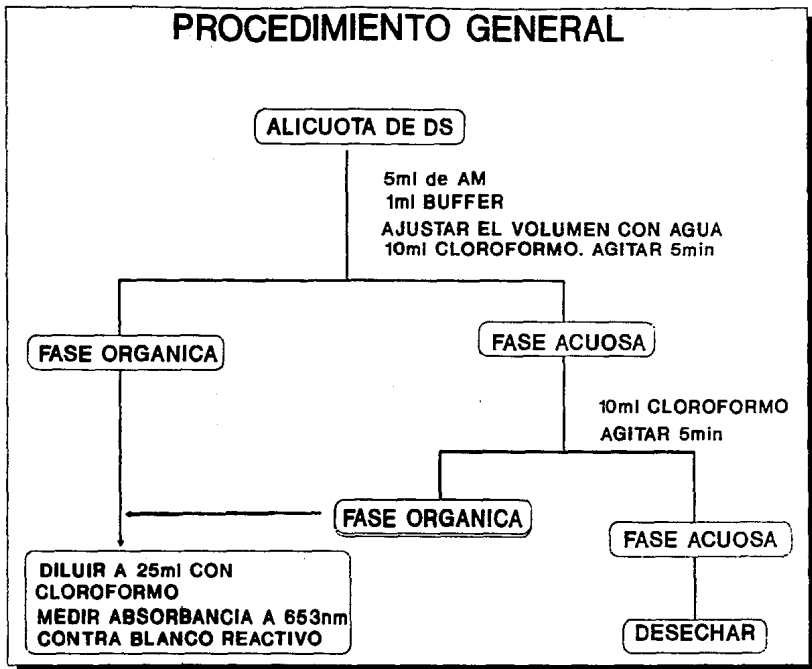 PROCEDIMIENTO GENERAL
ALICUOTA DE DS
5ml de AM
1ml BUFFER
AJUSTAR EL VOLUMEN CON AGUA
10ml CLOROFORMO. AGITAR 5min
FASE ORGANICA
FASE ACUOSA
10ml CLOROFORMO
AGITAR 5min
FASE ORGANICA
FASE ACUOSA
DILUIR A 25ml CON
CLOROFORMO
MEDIR ABSORBANCIA A 653nm
CONTRA BLANCO REACTIVO
DESECHAR